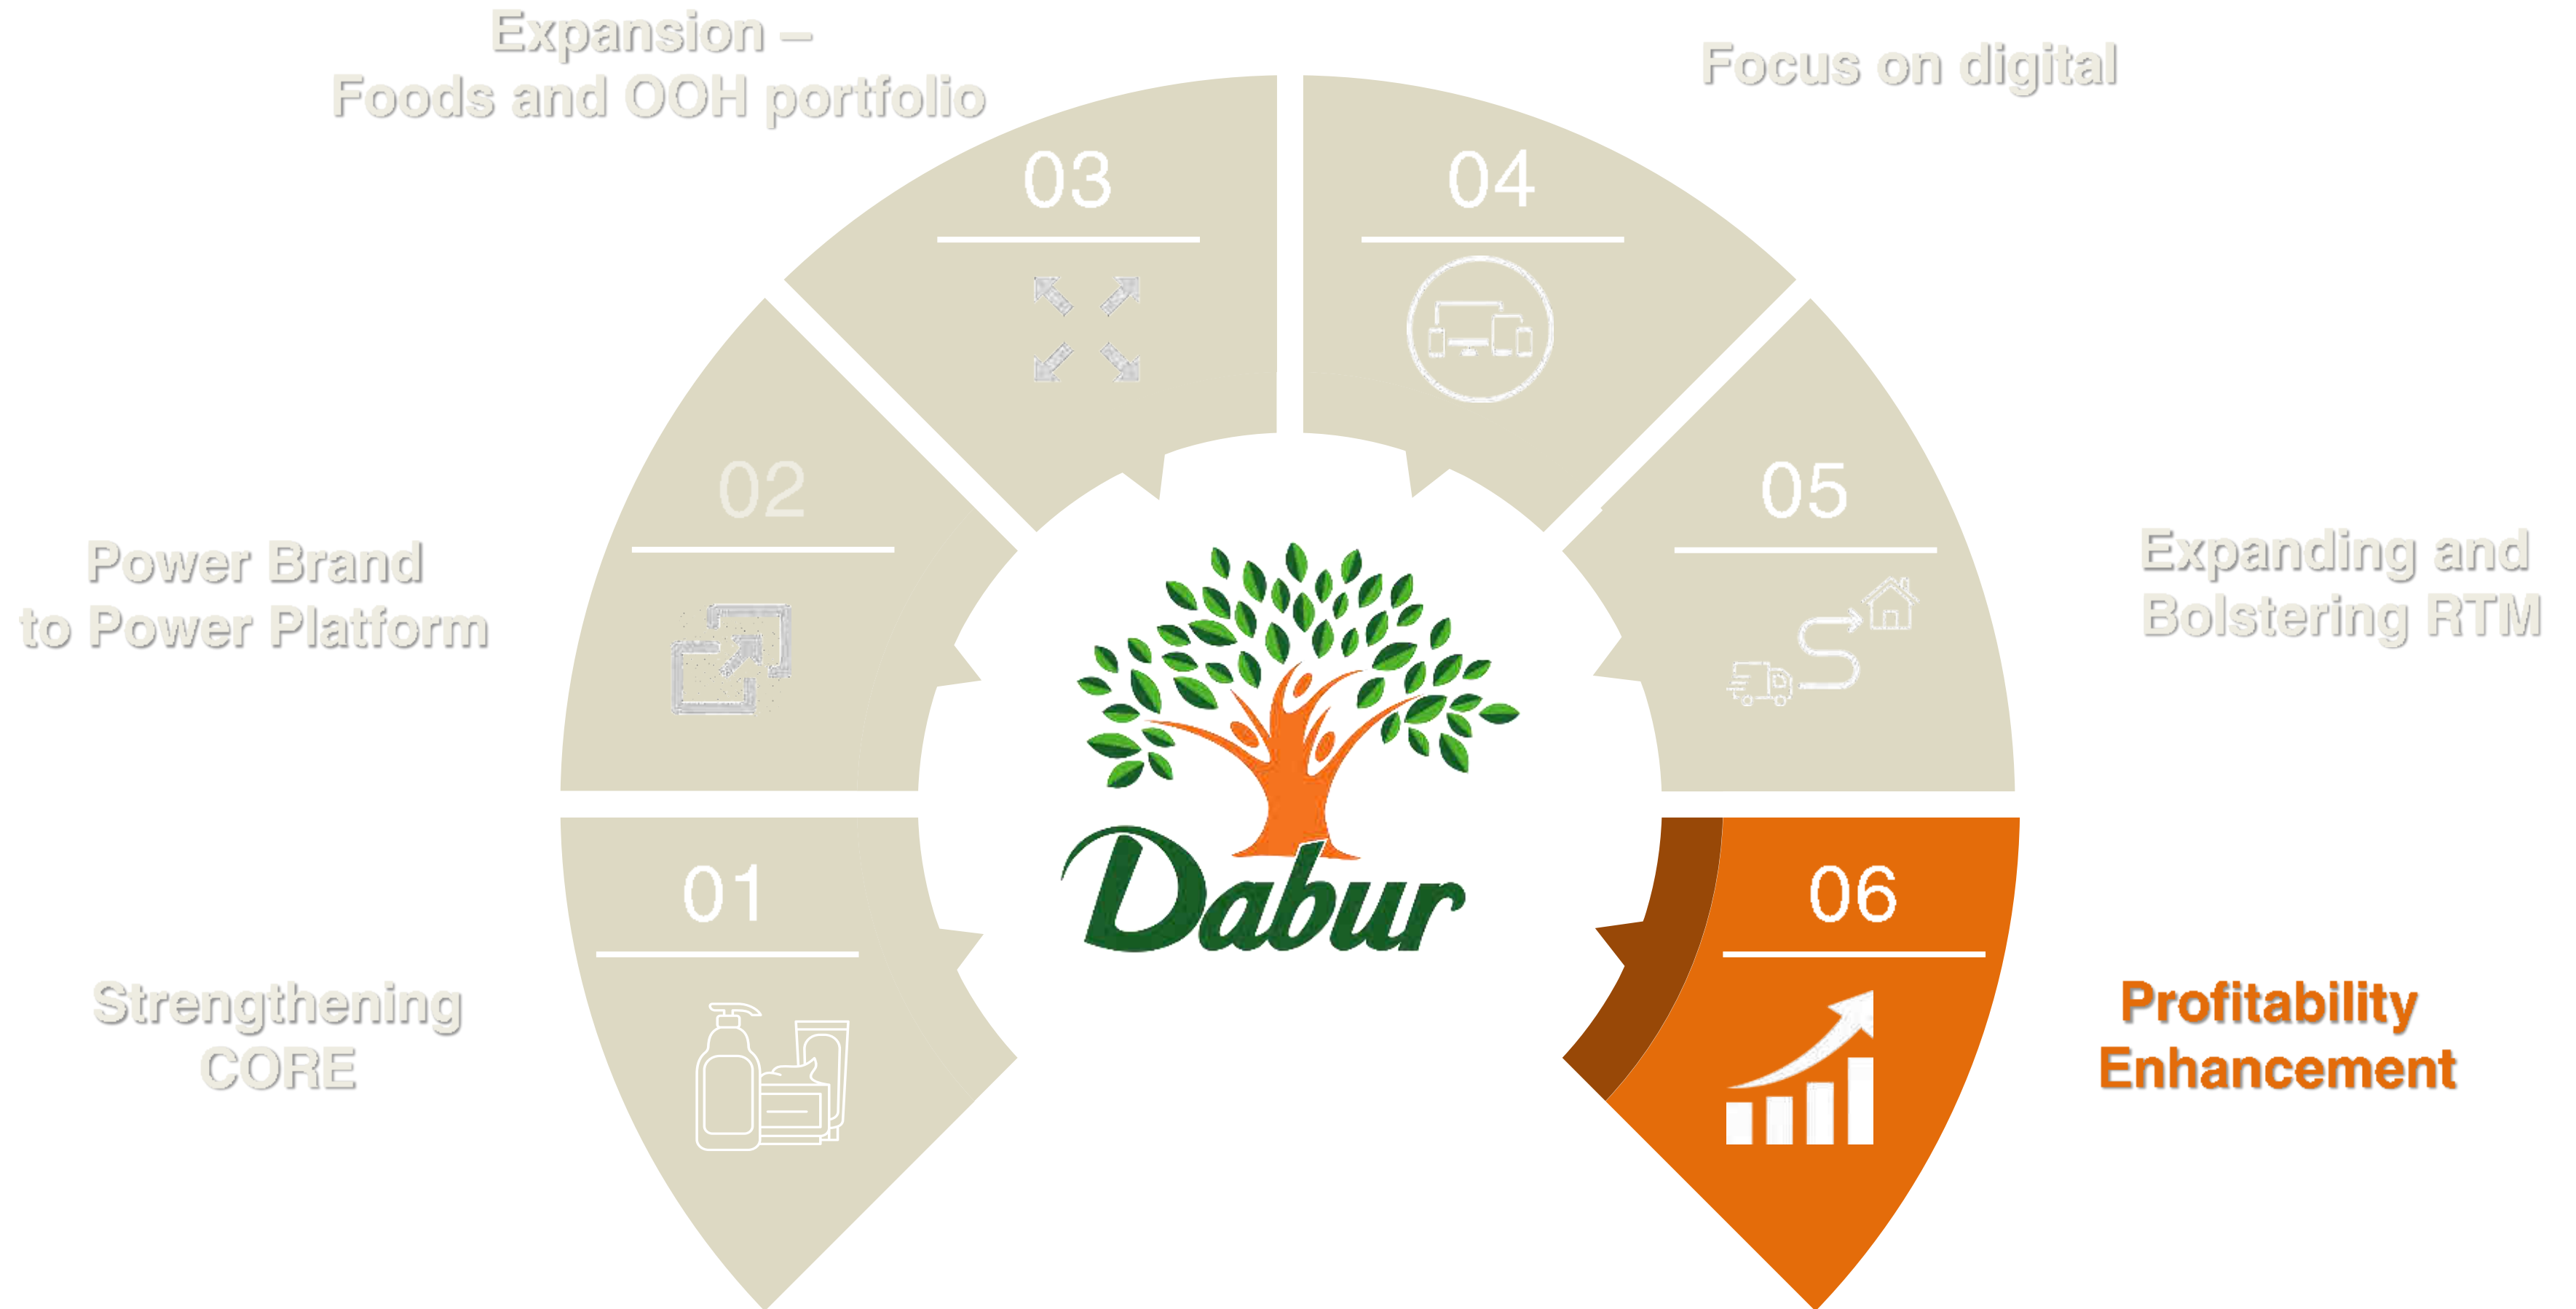 Expansion –
Foods and OOH portfolio
Focus on digital
03
04
02
05
Power Brand
to Power Platform
Expanding and
Bolstering RTM
Dabur
01
06
Strengthening
CORE
Profitability
Enhancement